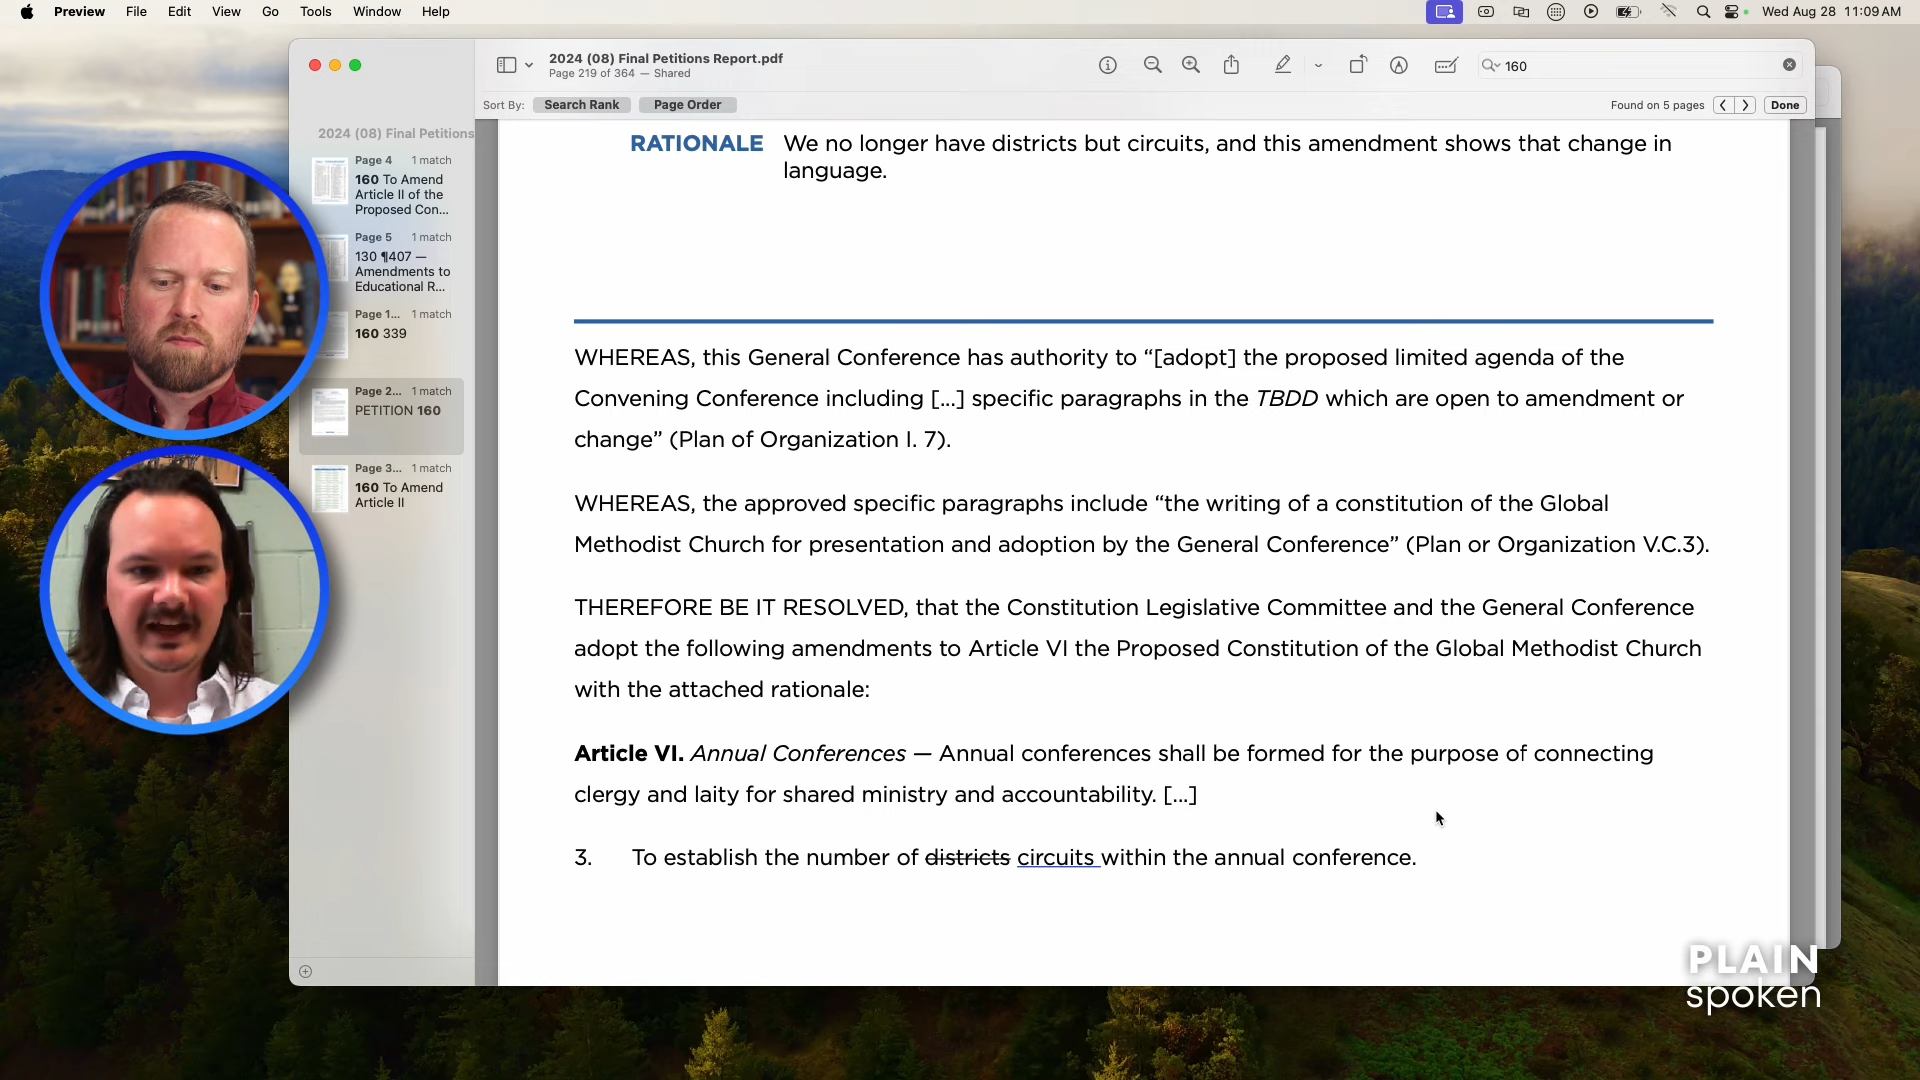 Preview File Edit View Go Tools Window Help
Wed Aug 28 11:09 AM
2024 (08) Final Petitions Report.pdf
Page 219 of 364 — Shared
160
Sort By: Search Rank Page Order
Found on 5 pages
Done
2024 (08) Final Petitions
Page 4 1 match
160 To Amend
Article II of the
Proposed Con...
Page 5 1 match
130 ¶407 —
Amendments to
Educational R...
Page 1... 1 match
160 339
Page 2... 1 match
PETITION 160
Page 3... 1 match
160 To Amend
Article II
RATIONALE We no longer have districts but circuits, and this amendment shows that change in
language.
WHEREAS, this General Conference has authority to “[adopt] the proposed limited agenda of the
Convening Conference including [...] specific paragraphs in the TBDD which are open to amendment or
change” (Plan of Organization I. 7).
WHEREAS, the approved specific paragraphs include “the writing of a constitution of the Global
Methodist Church for presentation and adoption by the General Conference” (Plan or Organization V.C.3).
THEREFORE BE IT RESOLVED, that the Constitution Legislative Committee and the General Conference
adopt the following amendments to Article VI the Proposed Constitution of the Global Methodist Church
with the attached rationale:
Article VI. Annual Conferences — Annual conferences shall be formed for the purpose of connecting
clergy and laity for shared ministry and accountability. [...]
3. To establish the number of districts circuits within the annual conference.
PLAIN
spoken